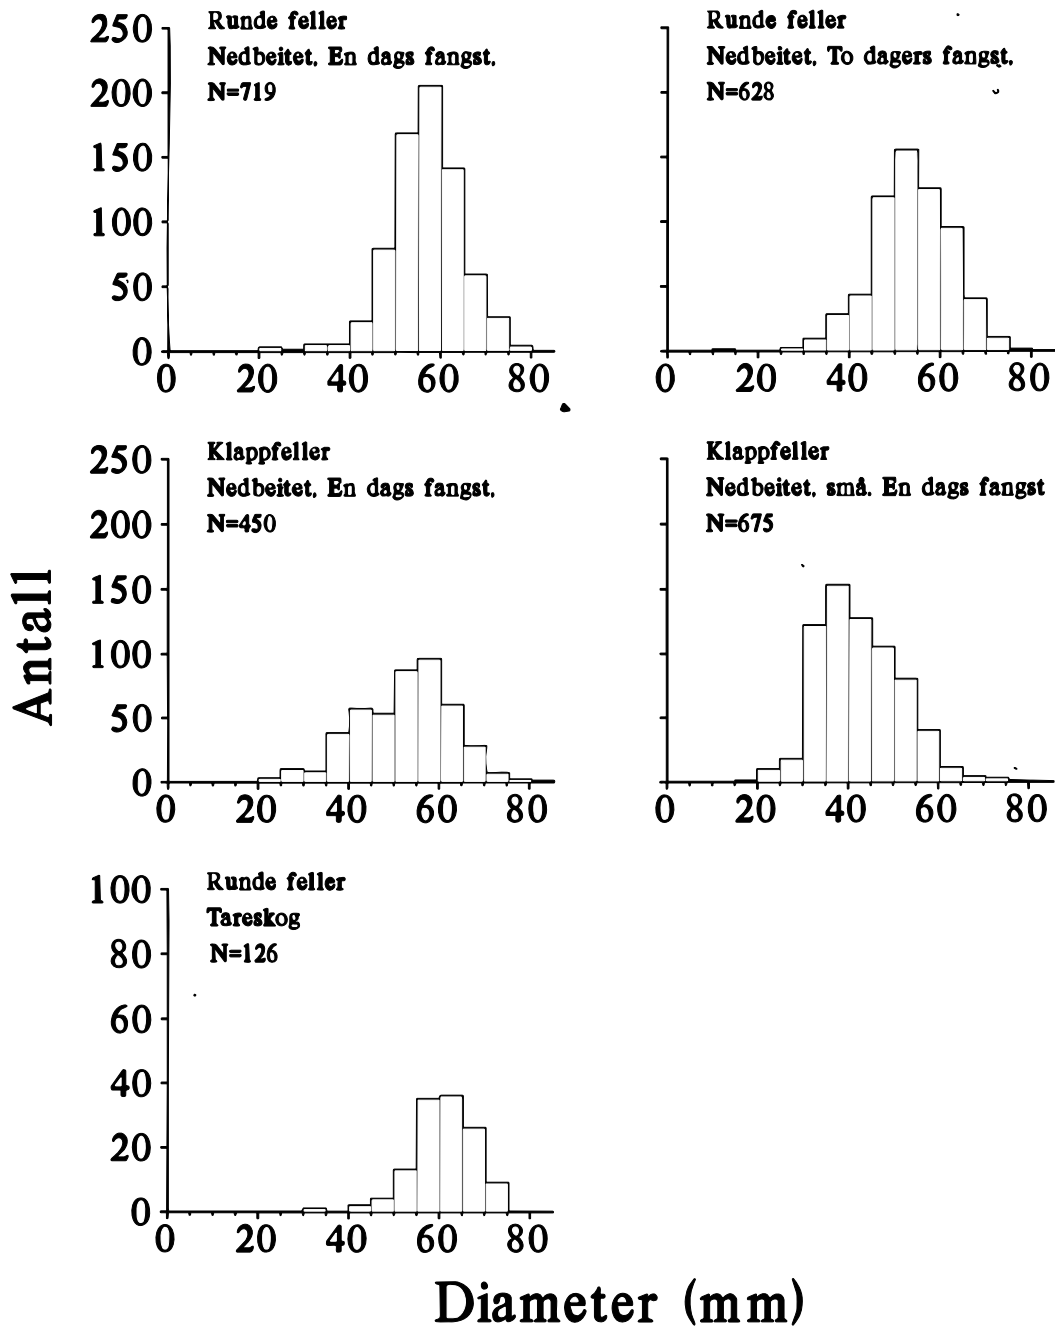 Runde feller
Nedbeitet. En dags fangst.
N=719
250
200
150
100
50
0
0 20 40 60 80
Runde feller
Nedbeitet. To dagers fangst.
N=628
0 20 40 60 80
Klappfeller
Nedbeitet. En dags fangst.
N=450
250
200
150
100
50
0
0 20 40 60 80
Klappfeller
Nedbeitet. små. En dags fangst
N=675
0 20 40 60 80
Antall
Runde feller
Tareskog
N=126
100
80
60
40
20
0
0 20 40 60 80
Diameter (mm)